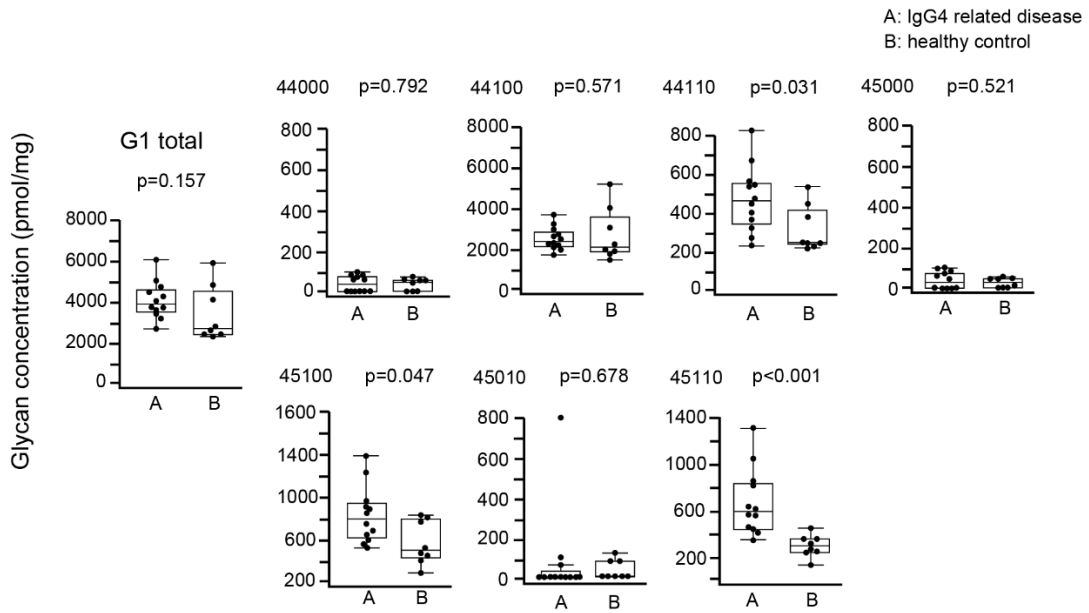 A: IgG4 related disease
B: healthy control
Glycan concentration (pmol/mg)
G1 total
p=0.157
8000
6000
4000
2000
0
A B
44000 p=0.792
800
600
400
200
0
A B
44100 p=0.571
8000
6000
4000
2000
0
A B
44110 p=0.031
800
600
400
200
0
A B
45000 p=0.521
800
600
400
200
0
A B
45100 p=0.047
1600
1400
1000
800
600
200
A B
45010 p=0.678
800
600
400
200
0
A B
45110 p<0.001
1400
1000
600
200
A B